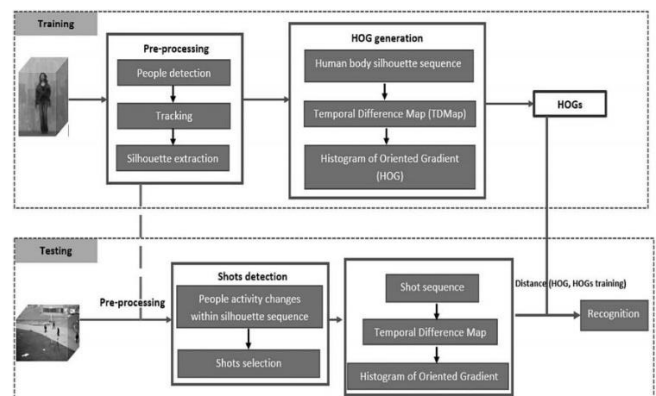 Training
Pre-processing
People detection
Tracking
Silhouette extraction
HOG generation
Human body silhouette sequence
Temporal Difference Map (TDMap)
Histogram of Oriented Gradient
(HOG)
HOGs
Testing
Pre-processing
Shots detection
People activity changes
within silhouette sequence
Shots selection
Shot sequence
Temporal Difference Map
Histogram of Oriented Gradient
Distance (HOG, HOGs training)
Recognition